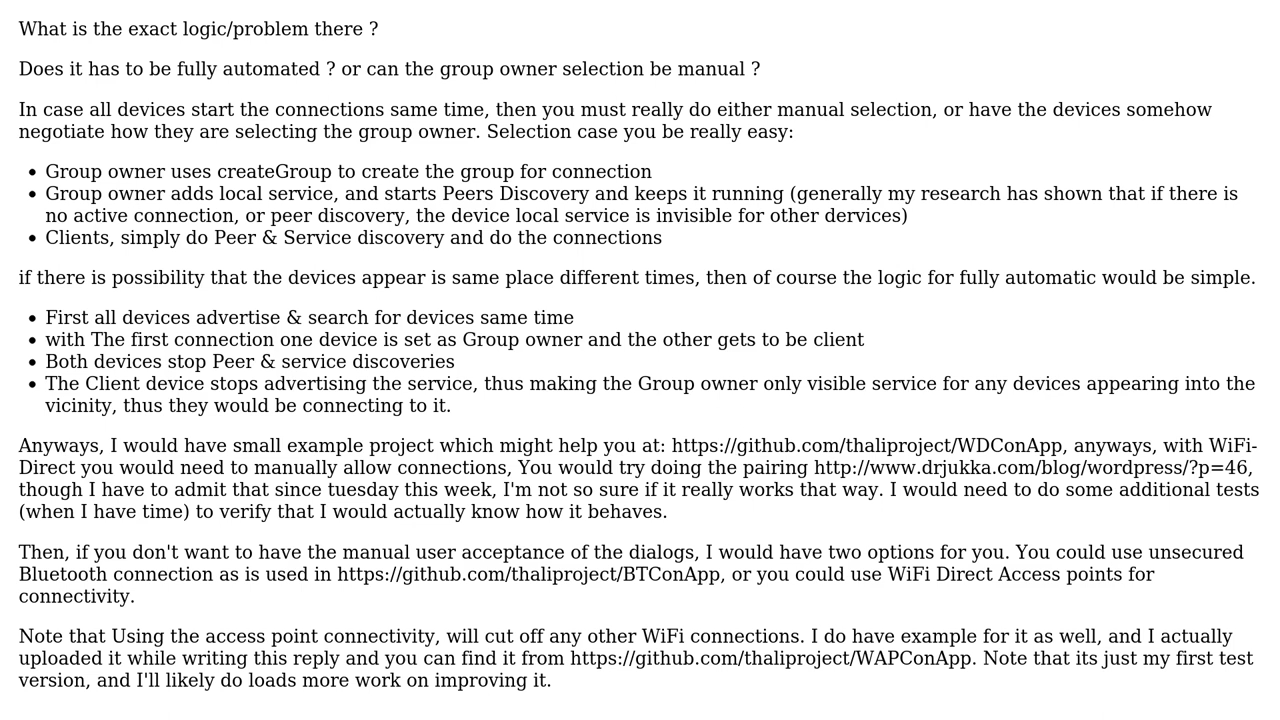 What is the exact logic/problem there ?
Does it has to be fully automated ? or can the group owner selection be manual ?
In case all devices start the connections same time, then you must really do either manual selection, or have the devices somehow
negotiate how they are selecting the group owner. Selection case you be really easy:
• Group owner uses createGroup to create the group for connection
• Group owner adds local service, and starts Peers Discovery and keeps it running (generally my research has shown that if there is
no active connection, or peer discovery, the device local service is invisible for other dervices)
• Clients, simply do Peer & Service discovery and do the connections
if there is possibility that the devices appear is same place different times, then of course the logic for fully automatic would be simple.
• First all devices advertise & search for devices same time
• with The first connection one device is set as Group owner and the other gets to be client
• Both devices stop Peer & service discoveries
• The Client device stops advertising the service, thus making the Group owner only visible service for any devices appearing into the
vicinity, thus they would be connecting to it.
Anyways, I would have small example project which might help you at: https://github.com/thaliproject/WDConApp, anyways, with WiFi-
Direct you would need to manually allow connections, You would try doing the pairing http://www.drjukka.com/blog/wordpress/?p=46,
though I have to admit that since tuesday this week, I'm not so sure if it really works that way. I would need to do some additional tests
(when I have time) to verify that I would actually know how it behaves.
Then, if you don't want to have the manual user acceptance of the dialogs, I would have two options for you. You could use unsecured
Bluetooth connection as is used in https://github.com/thaliproject/BTConApp, or you could use WiFi Direct Access points for
connectivity.
Note that Using the access point connectivity, will cut off any other WiFi connections. I do have example for it as well, and I actually
uploaded it while writing this reply and you can find it from https://github.com/thaliproject/WAPConApp. Note that its just my first test
version, and I'll likely do loads more work on improving it.